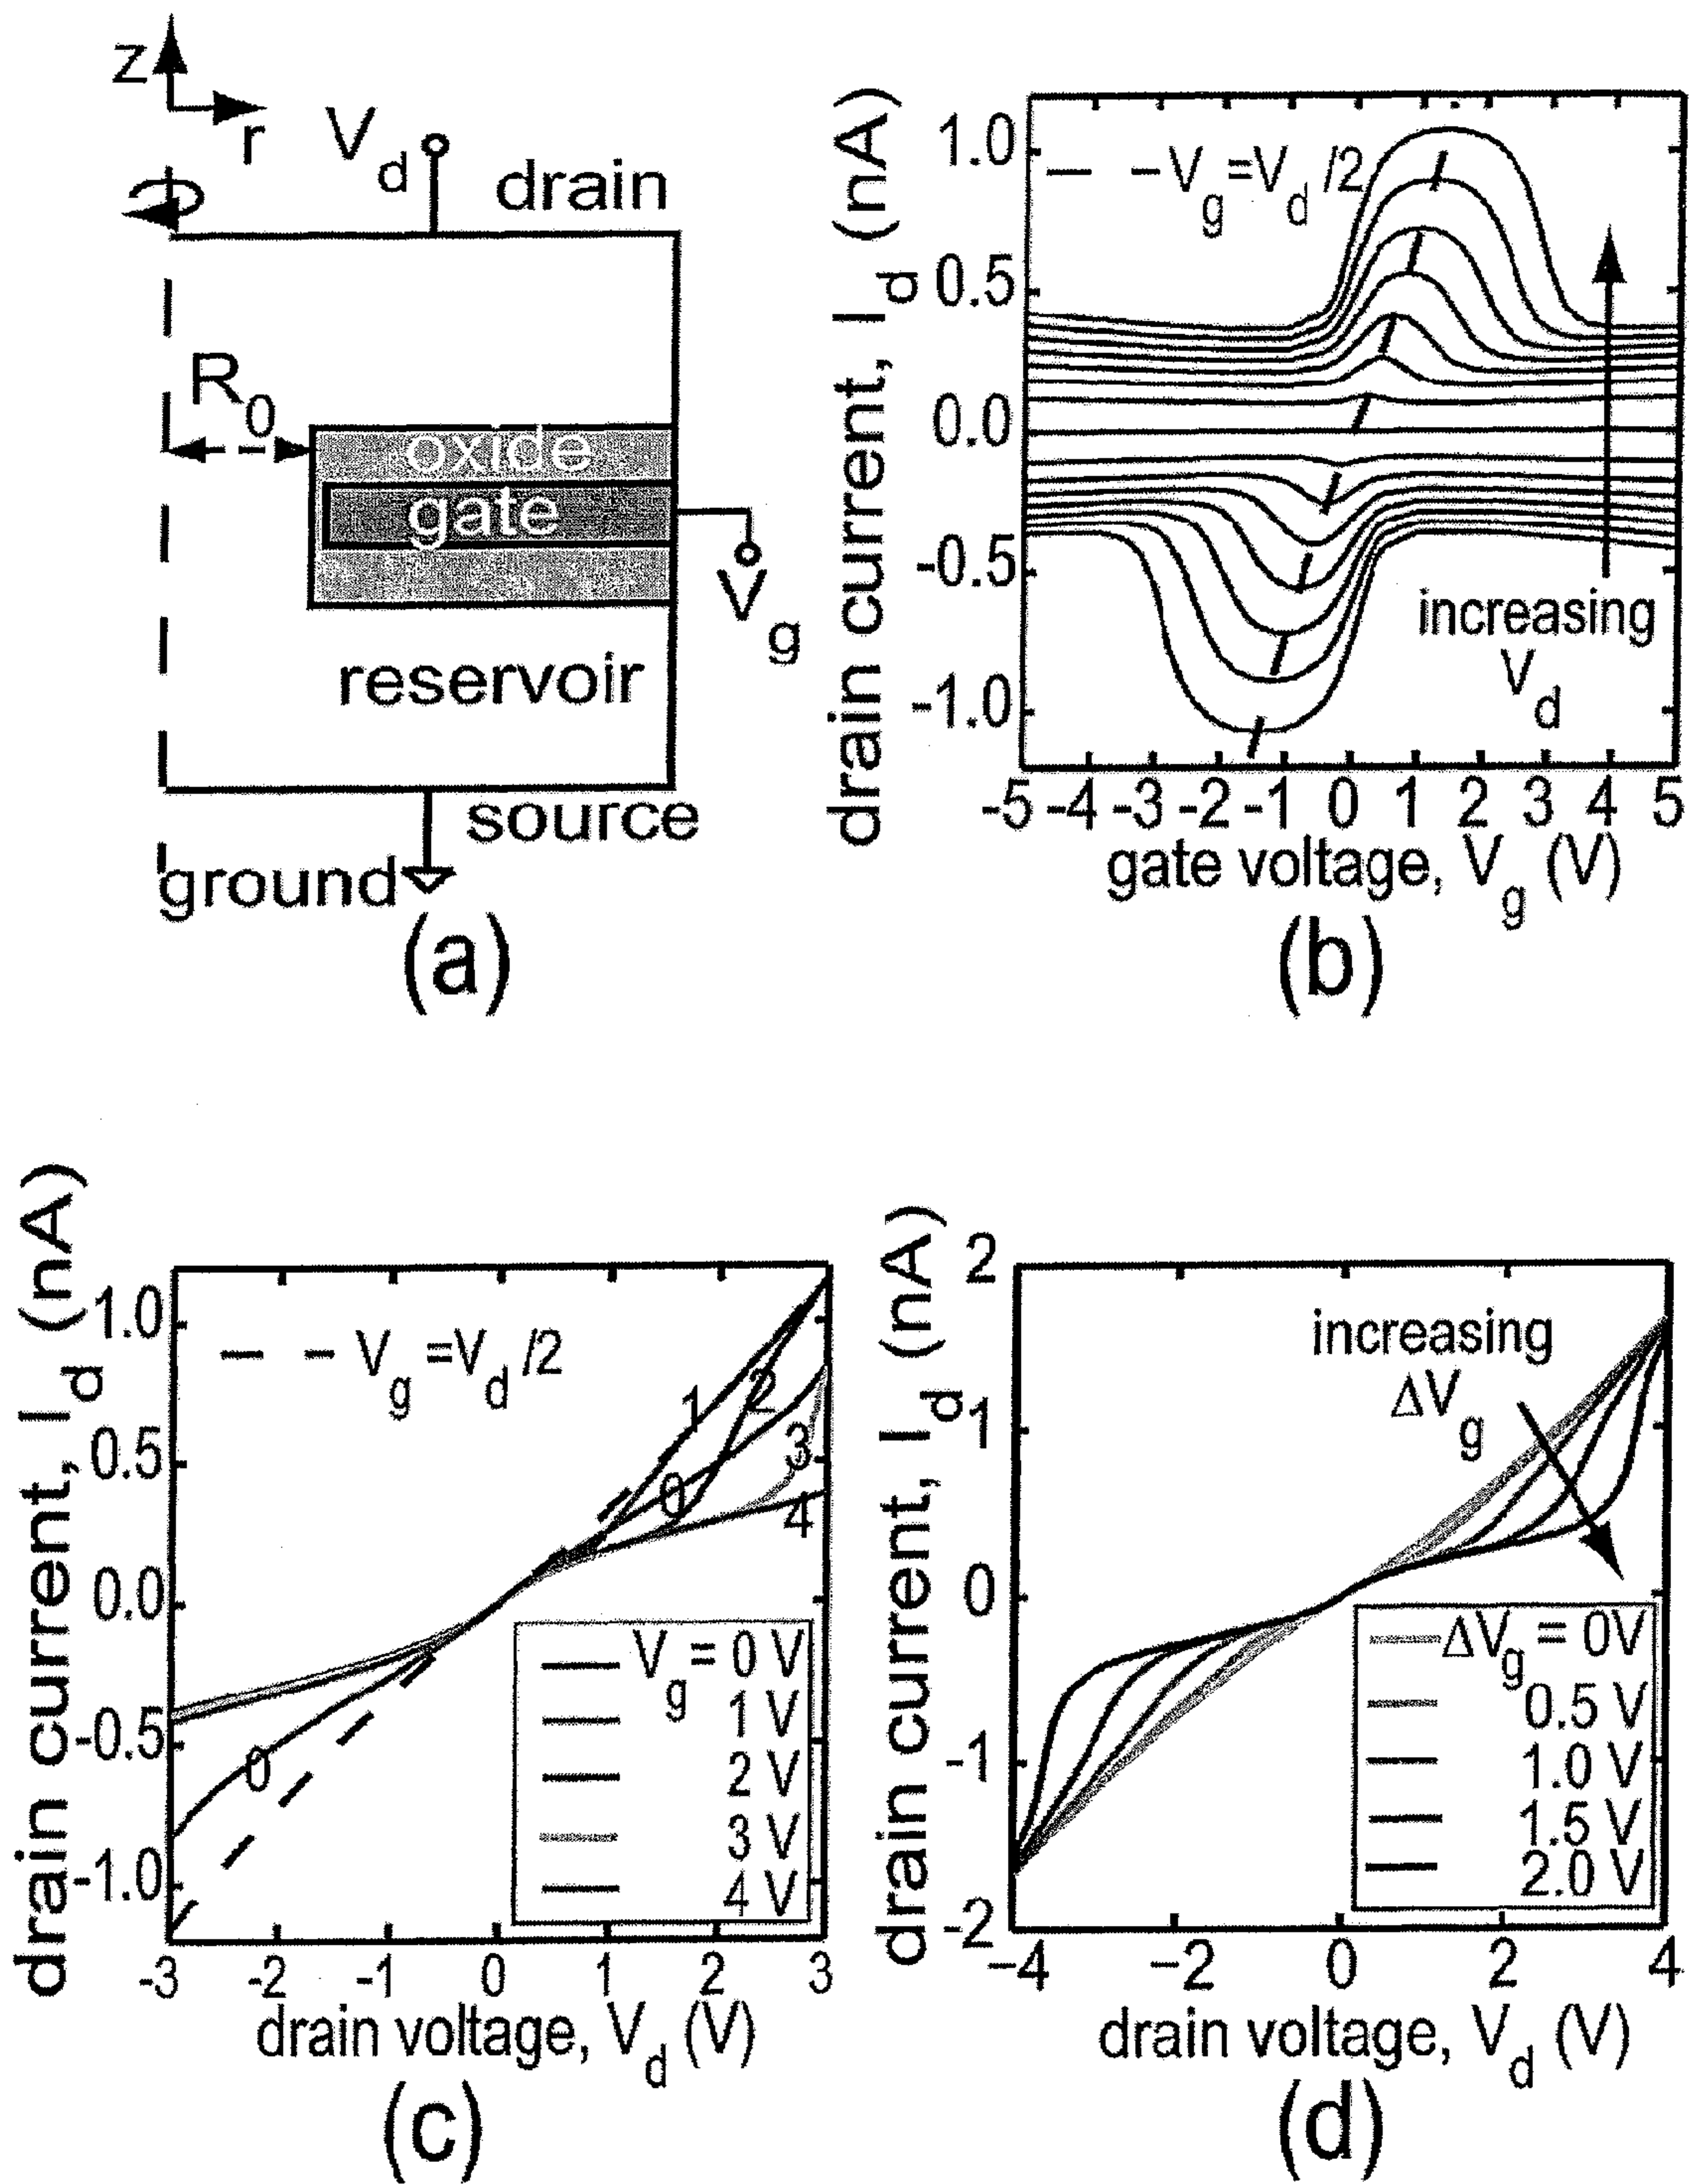 z
r
V_d
drain
R_0
oxide
gate
V_g
reservoir
source
ground
(a)
drain current, I_d (nA)
1.0
0.5
0.0
-0.5
-1.0
— – V_g=V_d /2
increasing
V_d
-5 -4 -3 -2 -1 0 1 2 3 4 5
gate voltage, V_g (V)
(b)
drain current, I_d (nA)
1.0
0.5
0.0
-0.5
-1.0
— – V_g =V_d /2
1
2
3
0
4
0
V_g= 0 V
1 V
2 V
3 V
4 V
-3 -2 -1 0 1 2 3
drain voltage, V_d (V)
(c)
drain current, I_d (nA)
2
1
0
-1
-2
increasing
ΔV_g
ΔV_g = 0V
0.5 V
1.0 V
1.5 V
2.0 V
−4 −2 0 2 4
drain voltage, V_d (V)
(d)